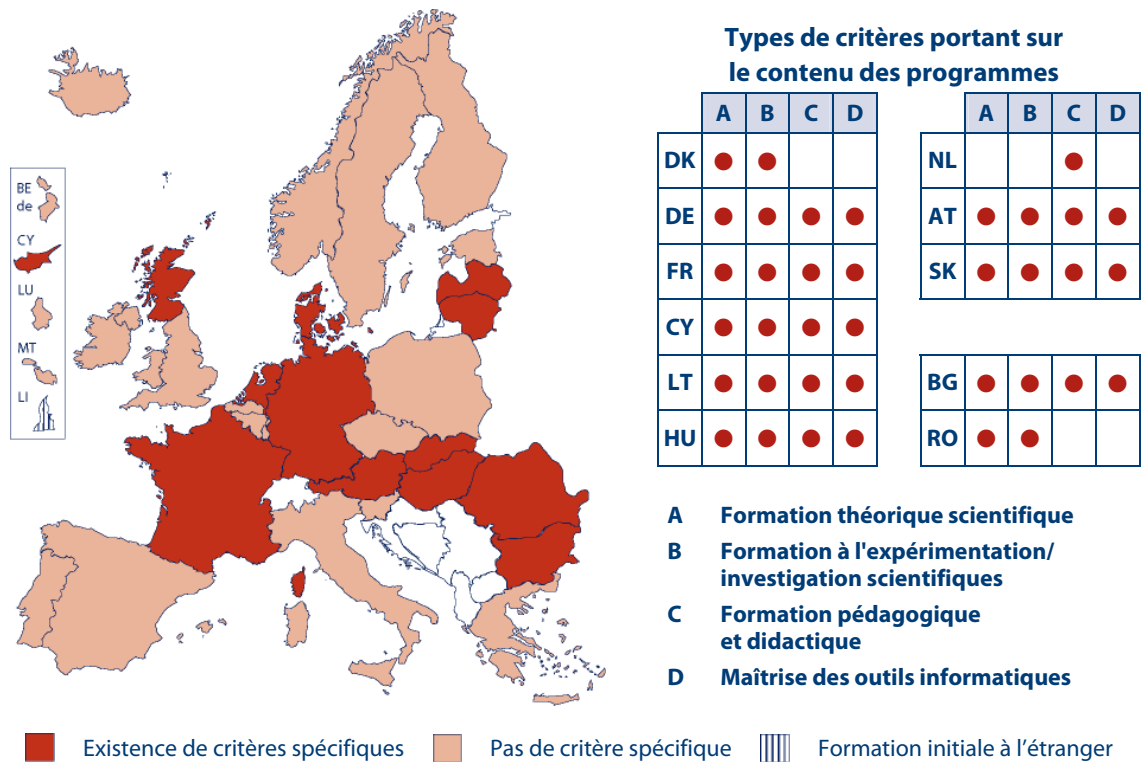 BE
de
CY
LU
MT
LI
Types de critères portant sur
le contenu des programmes
A B C D
DK
DE
FR
CY
LT
HU
A B C D
NL
AT
SK
BG
RO
A Formation théorique scientifique
B Formation à l'expérimentation/
investigation scientifiques
C Formation pédagogique
et didactique
D Maîtrise des outils informatiques
Existence de critères spécifiques Pas de critère spécifique Formation initiale à l’étranger